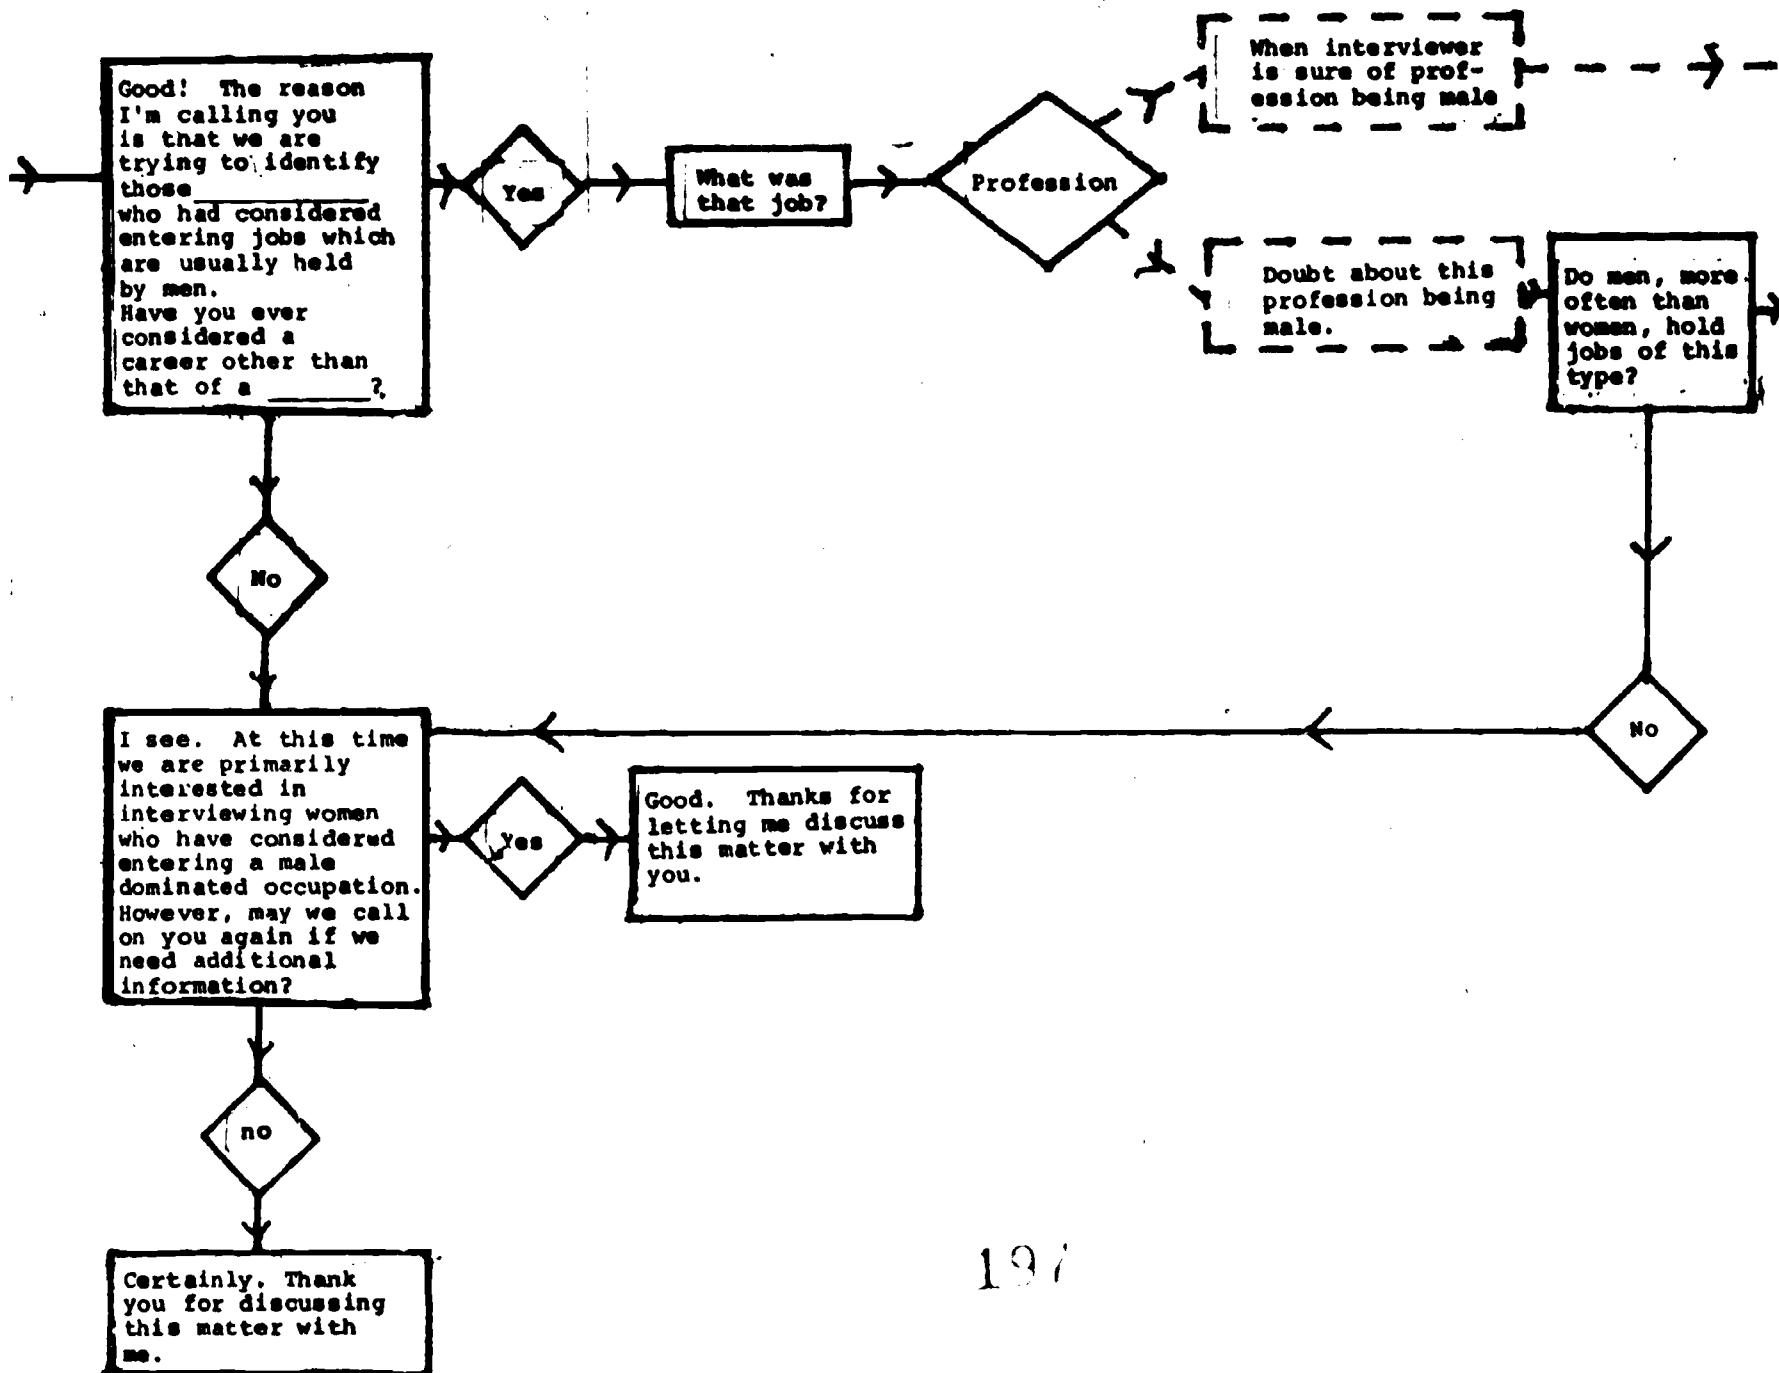 Good! The reason
I'm calling you
is that we are
trying to identify
those__________
who had considered
entering jobs which
are usually held
by men.
Have you ever
considered a
career other than
that of a ______?
Yes
What was
that job?
Profession
When interviewer
is sure of prof-
ession being male
Doubt about this
profession being
male.
Do men, more
often than
women, hold
jobs of this
type?
No
No
I see. At this time
we are primarily
interested in
interviewing women
who have considered
entering a male
dominated occupation.
However, may we call
on you again if we
need additional
information?
Yes
Good. Thanks for
letting me discuss
this matter with
you.
no
Certainly. Thank
you for discussing
this matter with
me.
197